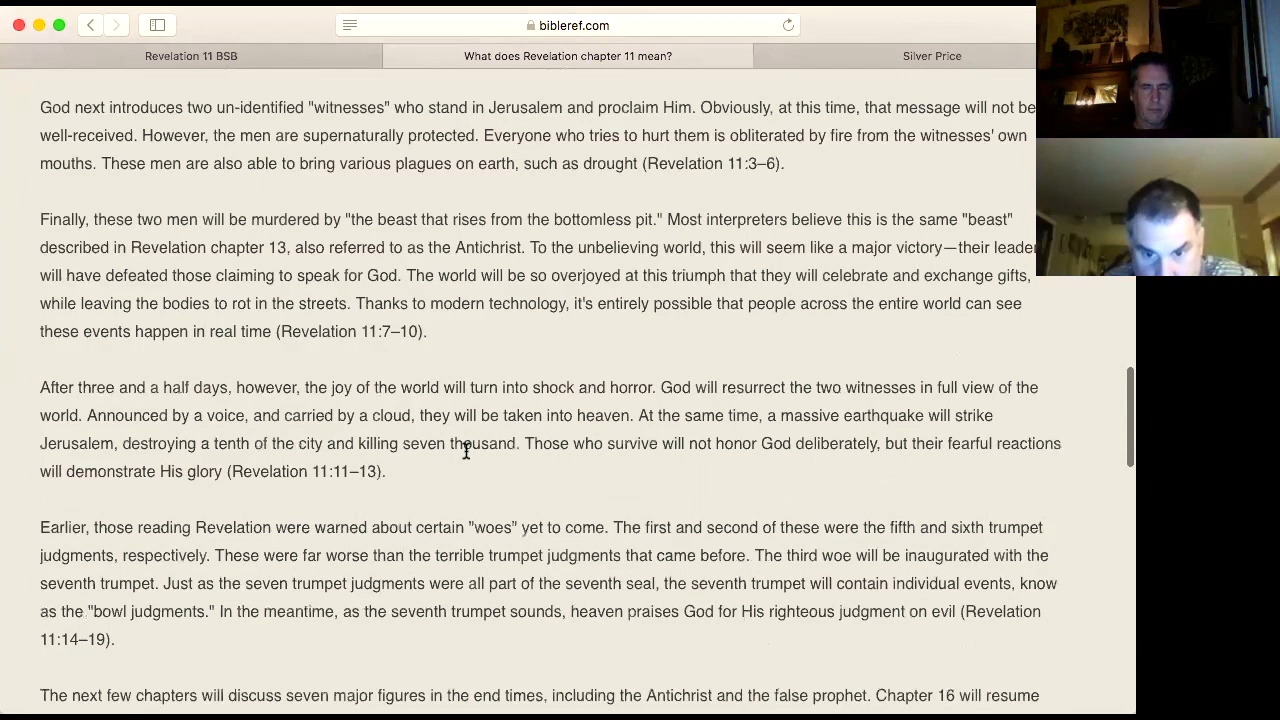 bibleref.com
Revelation 11 BSB
What does Revelation chapter 11 mean?
Silver Price
God next introduces two un-identified "witnesses" who stand in Jerusalem and proclaim Him. Obviously, at this time, that message will not be
well-received. However, the men are supernaturally protected. Everyone who tries to hurt them is obliterated by fire from the witnesses' own
mouths. These men are also able to bring various plagues on earth, such as drought (Revelation 11:3–6).
Finally, these two men will be murdered by "the beast that rises from the bottomless pit." Most interpreters believe this is the same "beast"
described in Revelation chapter 13, also referred to as the Antichrist. To the unbelieving world, this will seem like a major victory—their leader
will have defeated those claiming to speak for God. The world will be so overjoyed at this triumph that they will celebrate and exchange gifts,
while leaving the bodies to rot in the streets. Thanks to modern technology, it's entirely possible that people across the entire world can see
these events happen in real time (Revelation 11:7–10).
After three and a half days, however, the joy of the world will turn into shock and horror. God will resurrect the two witnesses in full view of the
world. Announced by a voice, and carried by a cloud, they will be taken into heaven. At the same time, a massive earthquake will strike
Jerusalem, destroying a tenth of the city and killing seven thousand. Those who survive will not honor God deliberately, but their fearful reactions
will demonstrate His glory (Revelation 11:11–13).
Earlier, those reading Revelation were warned about certain "woes" yet to come. The first and second of these were the fifth and sixth trumpet
judgments, respectively. These were far worse than the terrible trumpet judgments that came before. The third woe will be inaugurated with the
seventh trumpet. Just as the seven trumpet judgments were all part of the seventh seal, the seventh trumpet will contain individual events, know
as the "bowl judgments." In the meantime, as the seventh trumpet sounds, heaven praises God for His righteous judgment on evil (Revelation
11:14–19).
The next few chapters will discuss seven major figures in the end times, including the Antichrist and the false prophet. Chapter 16 will resume